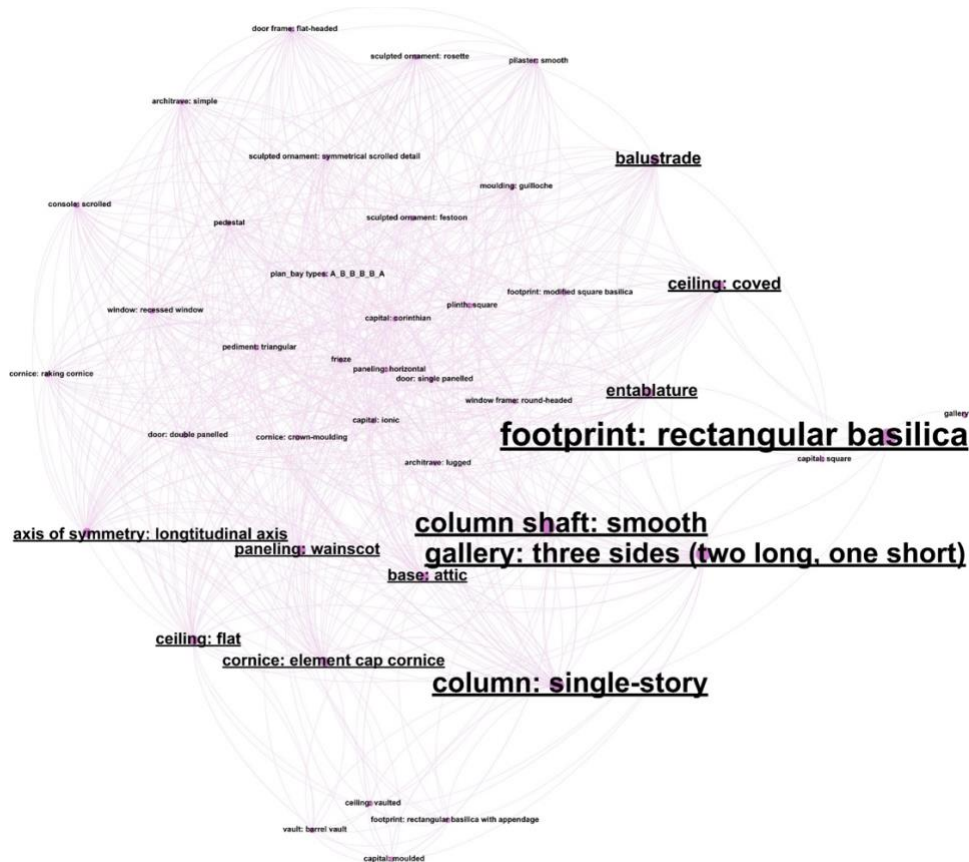 door frame: flat-headed
sculpted ornament: rosette
pilaster: smooth
architrave: simple
sculpted ornament: symmetrical scrolled detail
balustrade
moulding: guilloche
console: scrolled
pedestal
sculpted ornament: festoon
plan_bay types: A_B_B_B_B_A
ceiling: coved
footprint: modified square basilica
plinth: square
window: recessed window
capital: corinthian
pediment: triangular
frieze
paneling: horizontal
cornice: raking cornice
door: single panelled
entablature
window frame: round-headed
gallery
capital: ionic
footprint: rectangular basilica
door: double panelled
cornice: crown-moulding
capital: square
architrave: lugged
column shaft: smooth
axis of symmetry: longtitudinal axis
paneling: wainscot
gallery: three sides (two long, one short)
base: attic
ceiling: flat
cornice: element cap cornice
column: single-story
ceiling: vaulted
footprint: rectangular basilica with appendage
vault: barrel vault
capital: moulded